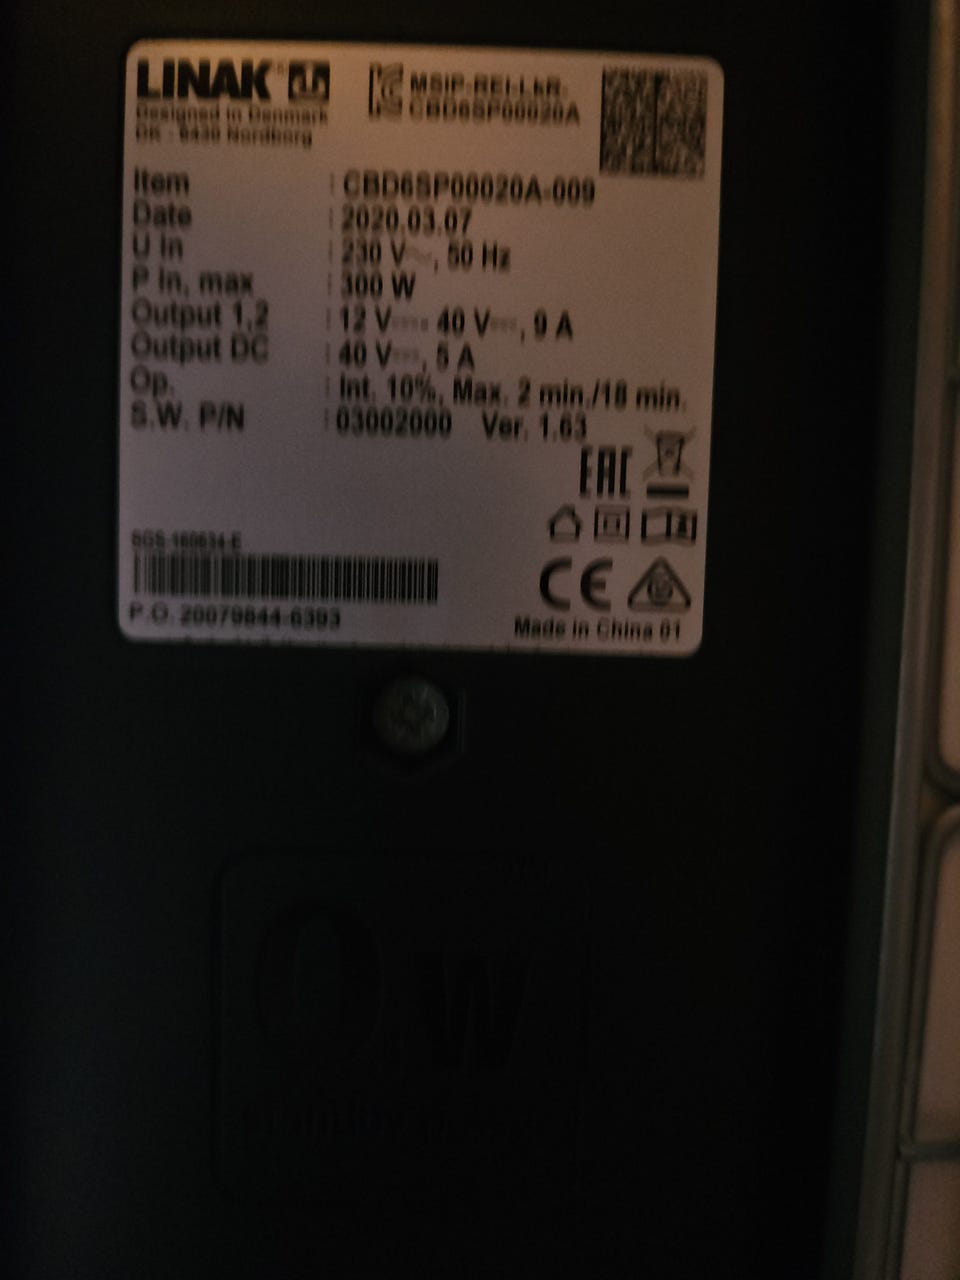 LINAK®
Designed in Denmark
DK - 6430 Nordborg
MSIP-REI-LkR-
CBD6SP00020A
Item : CBD6SP00020A-009
Date : 2020.03.07
U In : 230 V~, 50 Hz
P In, max : 300 W
Output 1,2 : 12 V⎓ - 40 V⎓, 9 A
Output DC : 40 V⎓, 5 A
Op. : Int. 10%, Max. 2 min./18 min.
S.W. P/N : 03002000 Ver. 1.63
EAC
SGS-160634-E
CE
P.O. 20079844-6393
Made in China 01